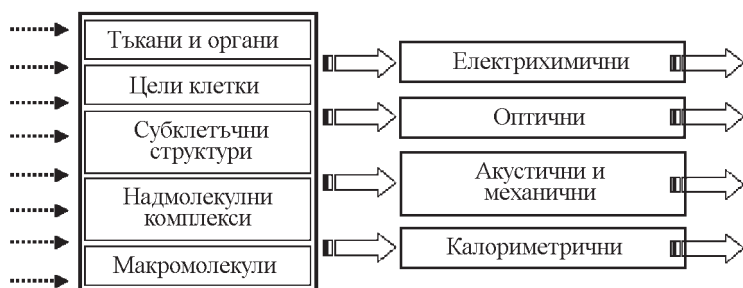 Тъкани и органи
Цели клетки
Субклетъчни
структури
Надмолекулни
комплекси
Макромолекули
Електрихимични
Оптични
Акустични и
механични
Калориметрични